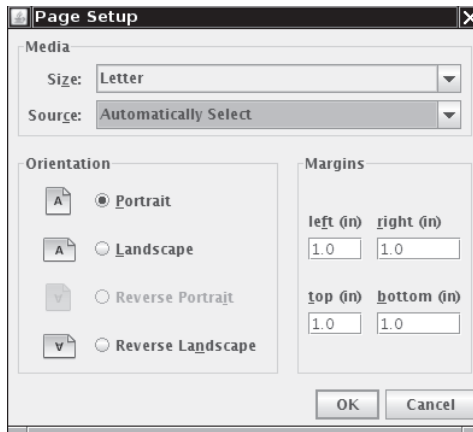 Page Setup
Media
Size: Letter
Source: Automatically Select
Orientation
A Portrait
A Landscape
A Reverse Portrait
A Reverse Landscape
Margins
left (in) right (in)
1.0 1.0
top (in) bottom (in)
1.0 1.0
OK Cancel